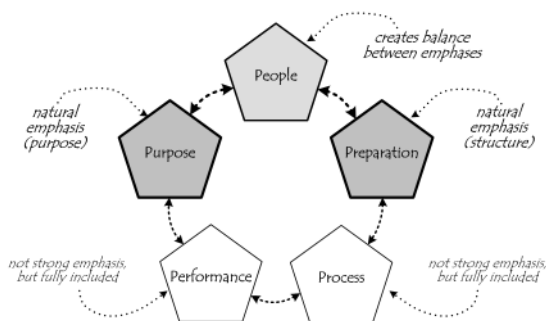 creates balance
between emphases
People
natural
emphasis
(purpose)
Purpose
Preparation
natural
emphasis
(structure)
not strong emphasis,
but fully included
Performance
Process
not strong emphasis,
but fully included